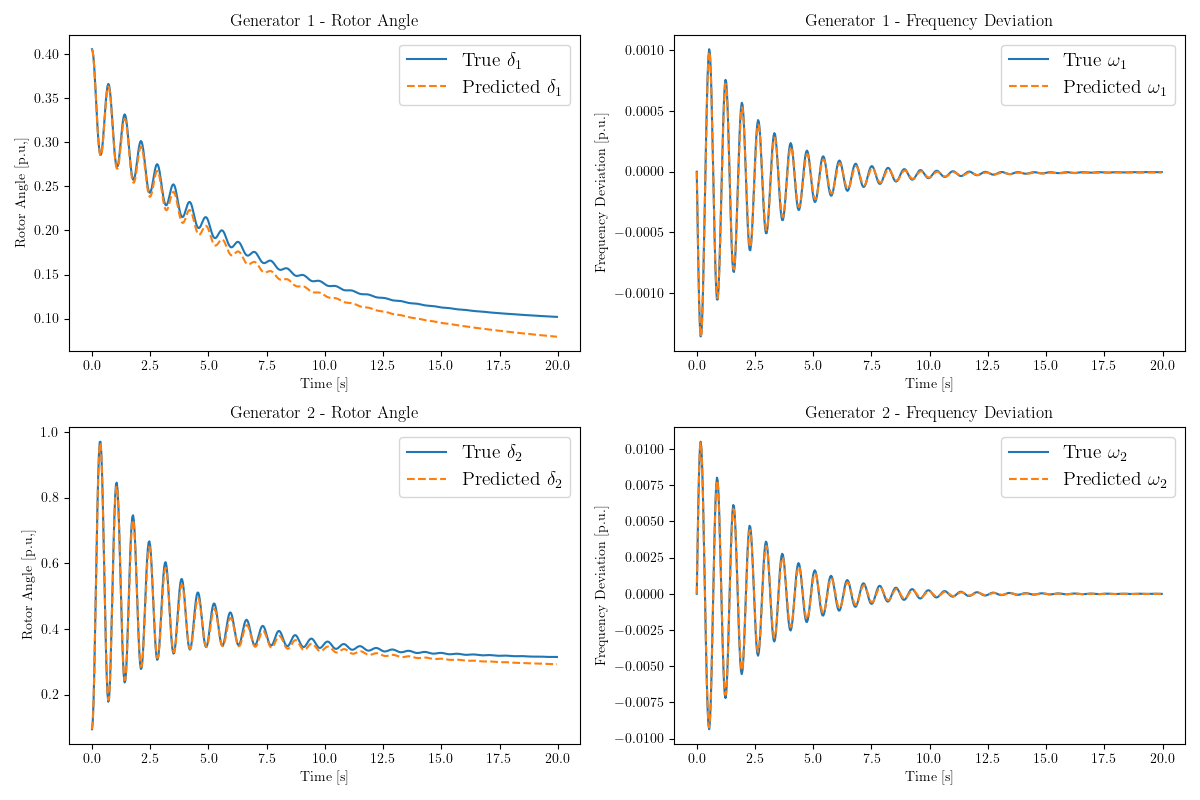 Generator 1 - Rotor Angle
True δ₁
Predicted δ₁
Rotor Angle [p.u.]
0.40
0.35
0.30
0.25
0.20
0.15
0.10
0.0 2.5 5.0 7.5 10.0 12.5 15.0 17.5 20.0
Time [s]
Generator 1 - Frequency Deviation
True ω₁
Predicted ω₁
Frequency Deviation [p.u.]
0.0010
0.0005
0.0000
−0.0005
−0.0010
0.0 2.5 5.0 7.5 10.0 12.5 15.0 17.5 20.0
Time [s]
Generator 2 - Rotor Angle
True δ₂
Predicted δ₂
Rotor Angle [p.u.]
1.0
0.8
0.6
0.4
0.2
0.0 2.5 5.0 7.5 10.0 12.5 15.0 17.5 20.0
Time [s]
Generator 2 - Frequency Deviation
True ω₂
Predicted ω₂
Frequency Deviation [p.u.]
0.0100
0.0075
0.0050
0.0025
0.0000
−0.0025
−0.0050
−0.0075
−0.0100
0.0 2.5 5.0 7.5 10.0 12.5 15.0 17.5 20.0
Time [s]